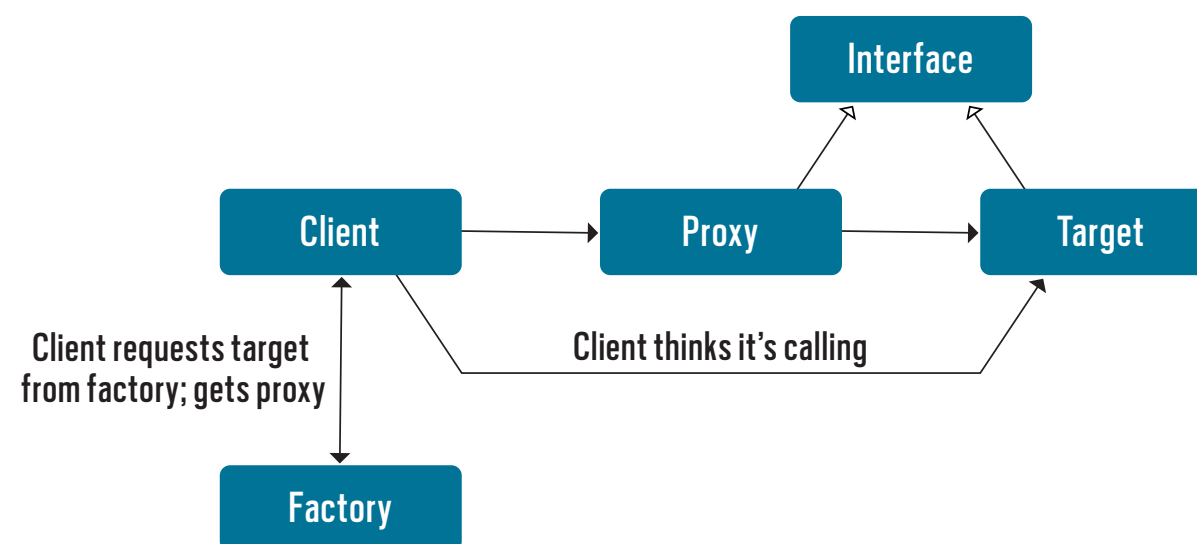 Interface
Client
Proxy
Target
Client requests target
from factory; gets proxy
Client thinks it’s calling
Factory